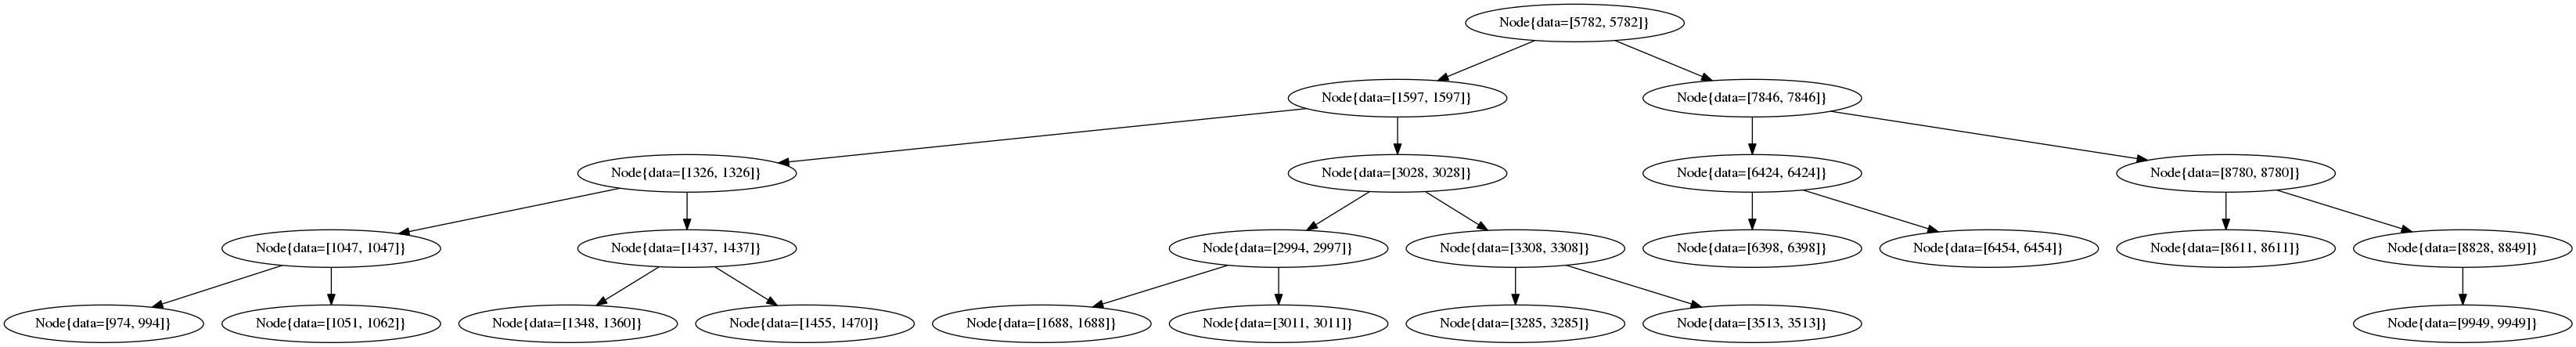 Node{data=[5782, 5782]}
Node{data=[1597, 1597]}
Node{data=[7846, 7846]}
Node{data=[1326, 1326]}
Node{data=[3028, 3028]}
Node{data=[6424, 6424]}
Node{data=[8780, 8780]}
Node{data=[1047, 1047]}
Node{data=[1437, 1437]}
Node{data=[2994, 2997]}
Node{data=[3308, 3308]}
Node{data=[6398, 6398]}
Node{data=[6454, 6454]}
Node{data=[8611, 8611]}
Node{data=[8828, 8849]}
Node{data=[974, 994]}
Node{data=[1051, 1062]}
Node{data=[1348, 1360]}
Node{data=[1455, 1470]}
Node{data=[1688, 1688]}
Node{data=[3011, 3011]}
Node{data=[3285, 3285]}
Node{data=[3513, 3513]}
Node{data=[9949, 9949]}